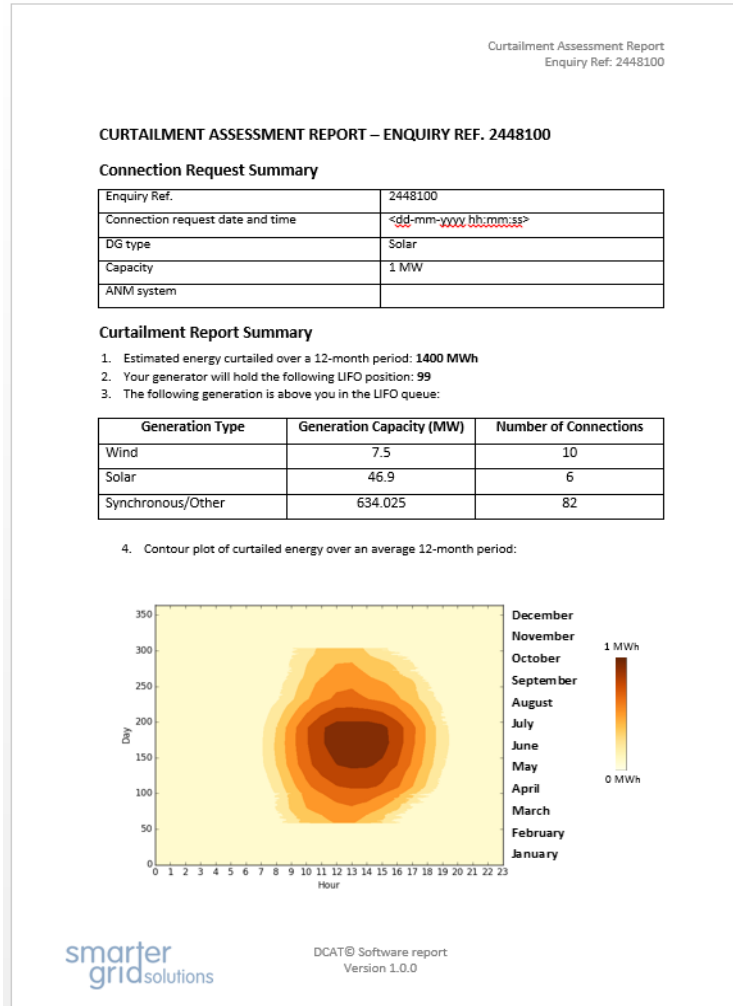 Curtailment Assessment Report
Enquiry Ref: 2448100
CURTAILMENT ASSESSMENT REPORT – ENQUIRY REF. 2448100
Connection Request Summary
Enquiry Ref. 2448100
Connection request date and time <dd-mm-yyyy hh:mm:ss>
DG type Solar
Capacity 1 MW
ANM system
Curtailment Report Summary
1. Estimated energy curtailed over a 12-month period: 1400 MWh
2. Your generator will hold the following LIFO position: 99
3. The following generation is above you in the LIFO queue:
Generation Type Generation Capacity (MW) Number of Connections
Wind 7.5 10
Solar 46.9 6
Synchronous/Other 634.025 82
4. Contour plot of curtailed energy over an average 12-month period:
350
300
250
200
150
100
50
0
Day
0 1 2 3 4 5 6 7 8 9 10 11 12 13 14 15 16 17 18 19 20 21 22 23
Hour
December
November
October
September
August
July
June
May
April
March
February
January
1 MWh
0 MWh
smarter
gridsolutions
DCAT© Software report
Version 1.0.0